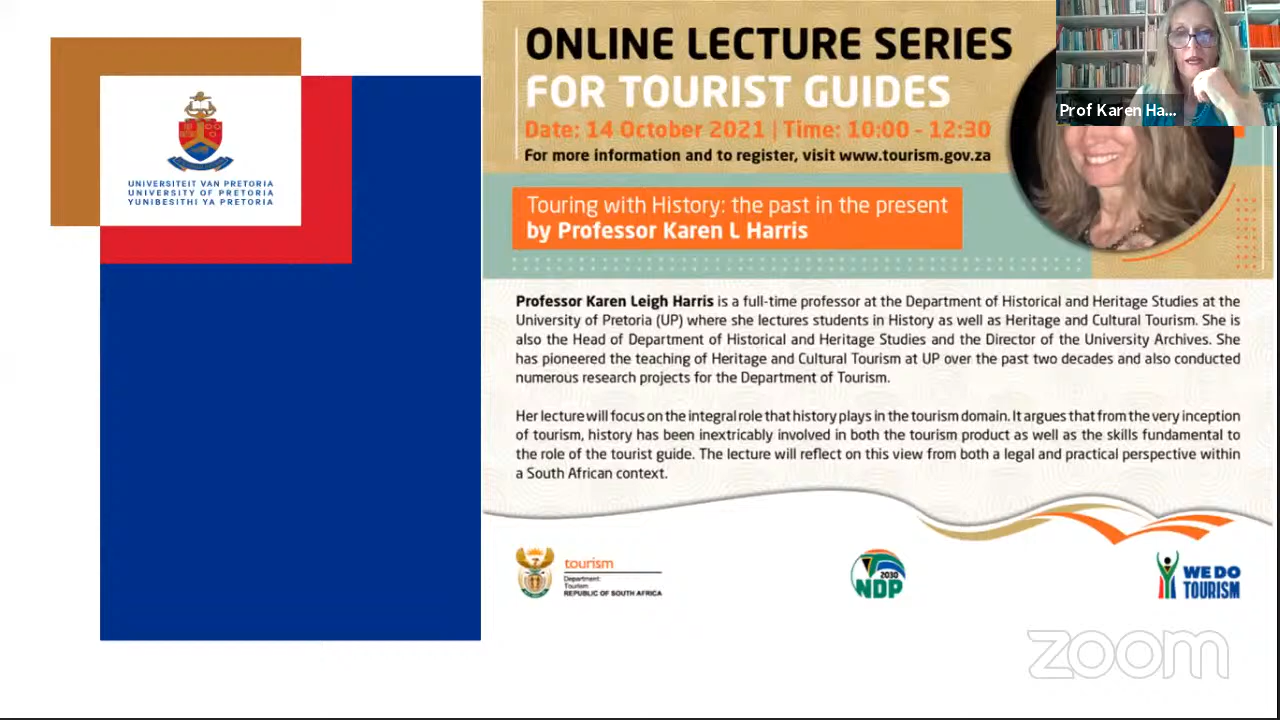 UNIVERSITEIT VAN PRETORIA
UNIVERSITY OF PRETORIA
YUNIBESITHI YA PRETORIA
ONLINE LECTURE SERIES
FOR TOURIST GUIDES
Date: 14 October 2021 | Time: 10:00 - 12:30
For more information and to register, visit www.tourism.gov.za
Prof Karen Ha...
Touring with History: the past in the present
by Professor Karen L Harris
Professor Karen Leigh Harris is a full-time professor at the Department of Historical and Heritage Studies at the
University of Pretoria (UP) where she lectures students in History as well as Heritage and Cultural Tourism. She is
also the Head of Department of Historical and Heritage Studies and the Director of the University Archives. She
has pioneered the teaching of Heritage and Cultural Tourism at UP over the past two decades and also conducted
numerous research projects for the Department of Tourism.
Her lecture will focus on the integral role that history plays in the tourism domain. It argues that from the very inception
of tourism, history has been inextricably involved in both the tourism product as well as the skills fundamental to
the role of the tourist guide. The lecture will reflect on this view from both a legal and practical perspective within
a South African context.
tourism
Department:
Tourism
REPUBLIC OF SOUTH AFRICA
2030
NDP
WE DO
TOURISM
zoom